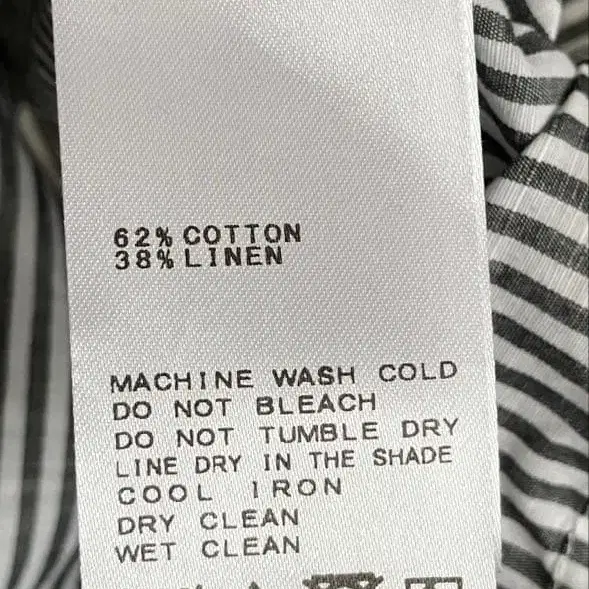 62% COTTON
38% LINEN
MACHINE WASH COLD
DO NOT BLEACH
DO NOT TUMBLE DRY
LINE DRY IN THE SHADE
COOL IRON
DRY CLEAN
WET CLEAN